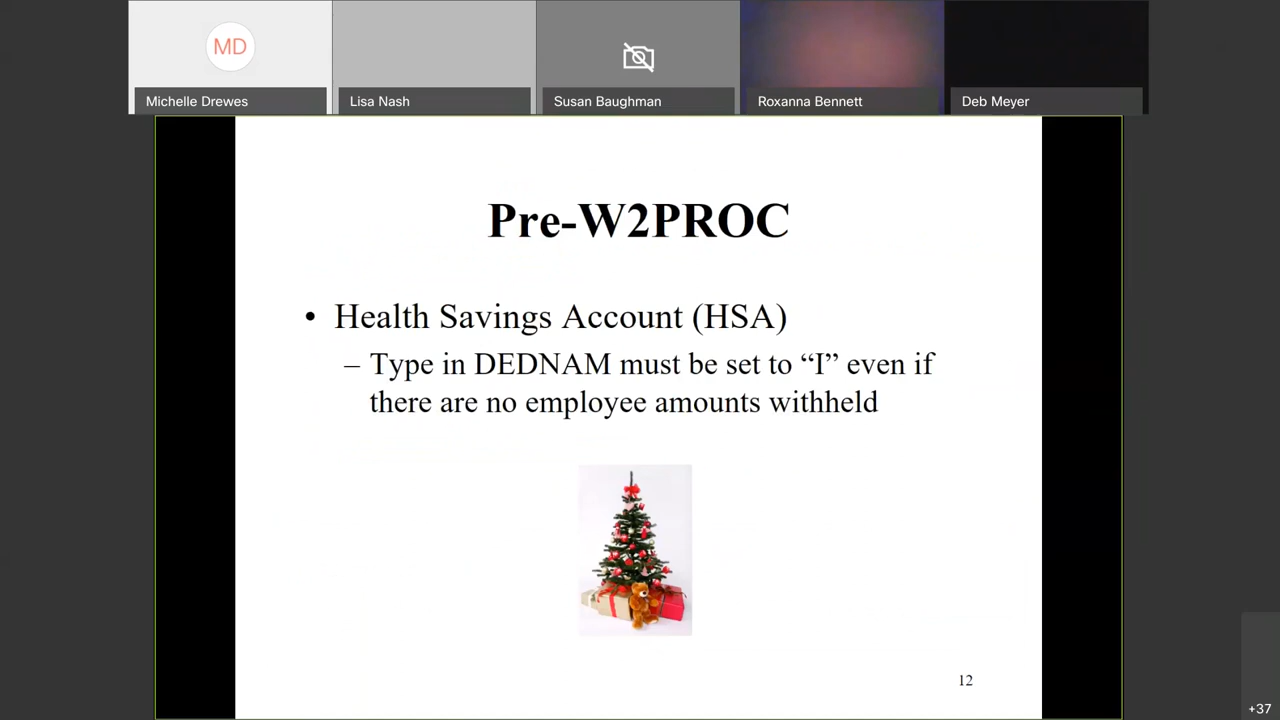 MD
Michelle Drewes
Lisa Nash
Susan Baughman
Roxanna Bennett
Deb Meyer
Pre-W2PROC
• Health Savings Account (HSA)
– Type in DEDNAM must be set to “I” even if
there are no employee amounts withheld
12
+37